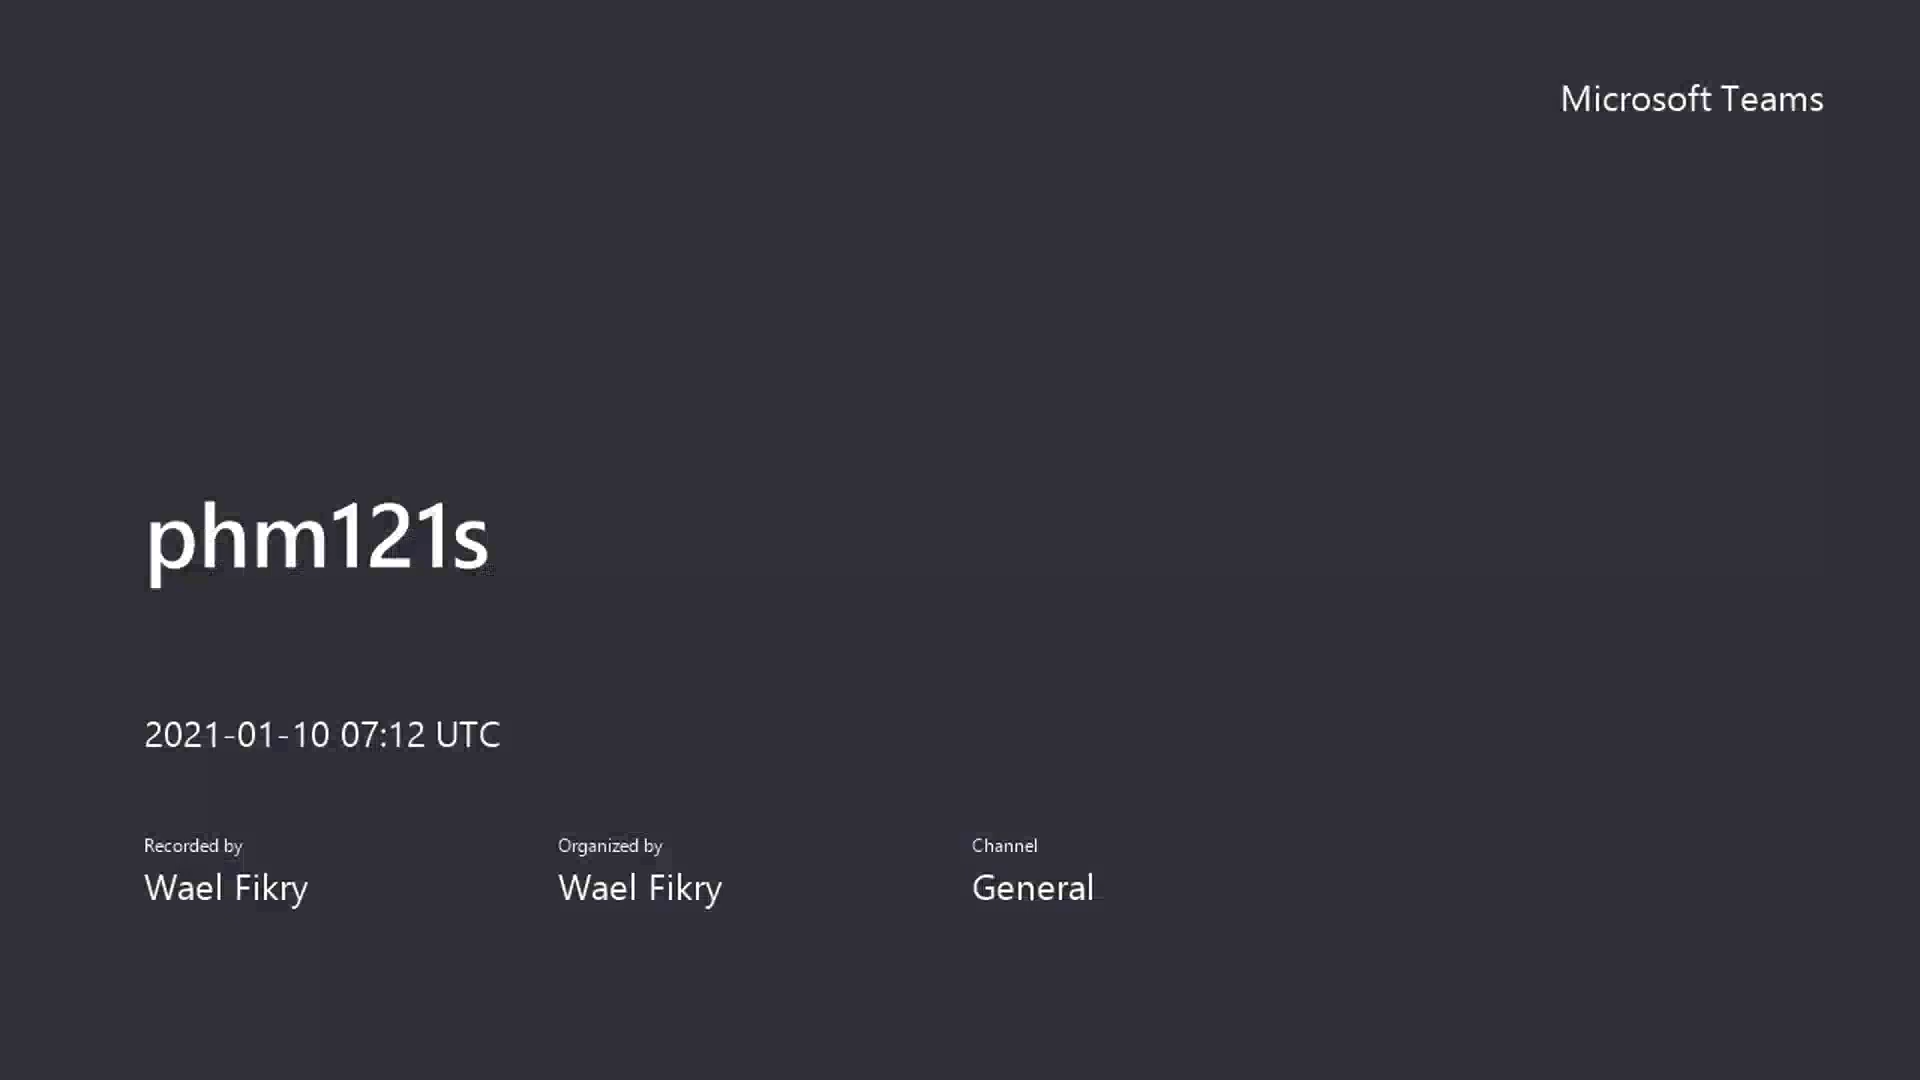 Microsoft Teams
phm121s
2021-01-10 07:12 UTC
Recorded by
Wael Fikry
Organized by
Wael Fikry
Channel
General